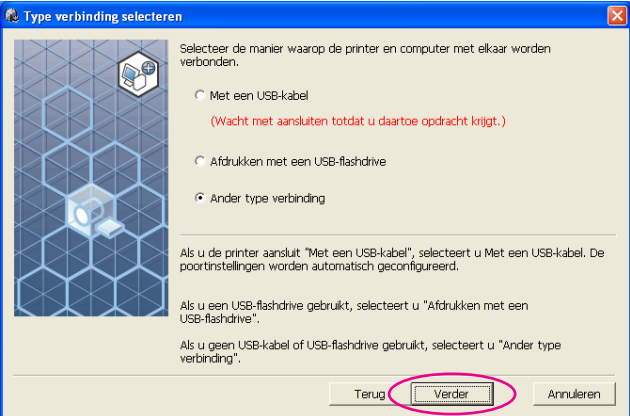 Type verbinding selecteren
Selecteer de manier waarop de printer en computer met elkaar worden
verbonden.
Met een USB-kabel
(Wacht met aansluiten totdat u daartoe opdracht krijgt.)
Afdrukken met een USB-flashdrive
Ander type verbinding
Als u de printer aansluit "Met een USB-kabel", selecteert u Met een USB-kabel. De
poortinstellingen worden automatisch geconfigureerd.
Als u een USB-flashdrive gebruikt, selecteert u "Afdrukken met een
USB-flashdrive".
Als u geen USB-kabel of USB-flashdrive gebruikt, selecteert u "Ander type
verbinding".
Terug
Verder
Annuleren